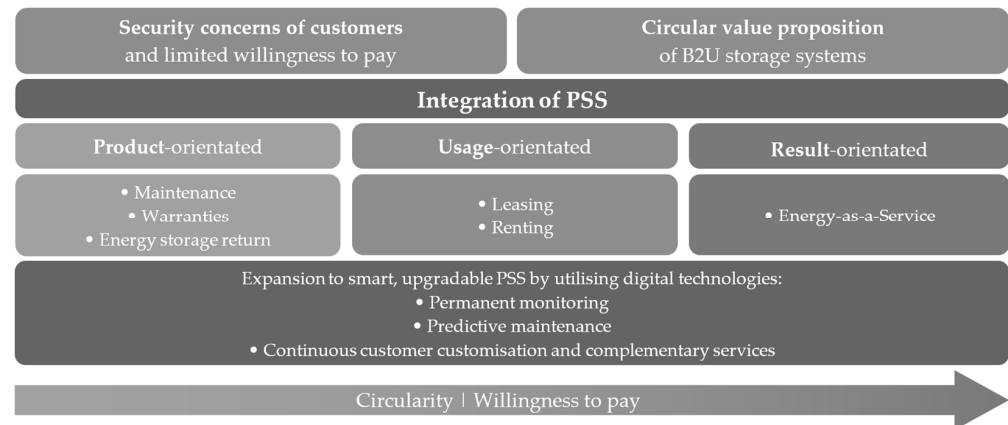 Security concerns of customers
and limited willingness to pay
Circular value proposition
of B2U storage systems
Integration of PSS
Product-orientated
Usage-orientated
Result-orientated
• Maintenance
• Warranties
• Energy storage return
• Leasing
• Renting
• Energy-as-a-Service
Expansion to smart, upgradable PSS by utilising digital technologies:
• Permanent monitoring
• Predictive maintenance
• Continuous customer customisation and complementary services
Circularity | Willingness to pay